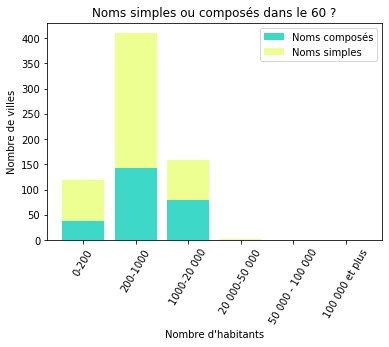 Noms simples ou composés dans le 60 ?
Noms composés
Noms simples
Nombre de villes
400
350
300
250
200
150
100
50
0
0-200
200-1000
1000-20 000
20 000-50 000
50 000 - 100 000
100 000 et plus
Nombre d'habitants